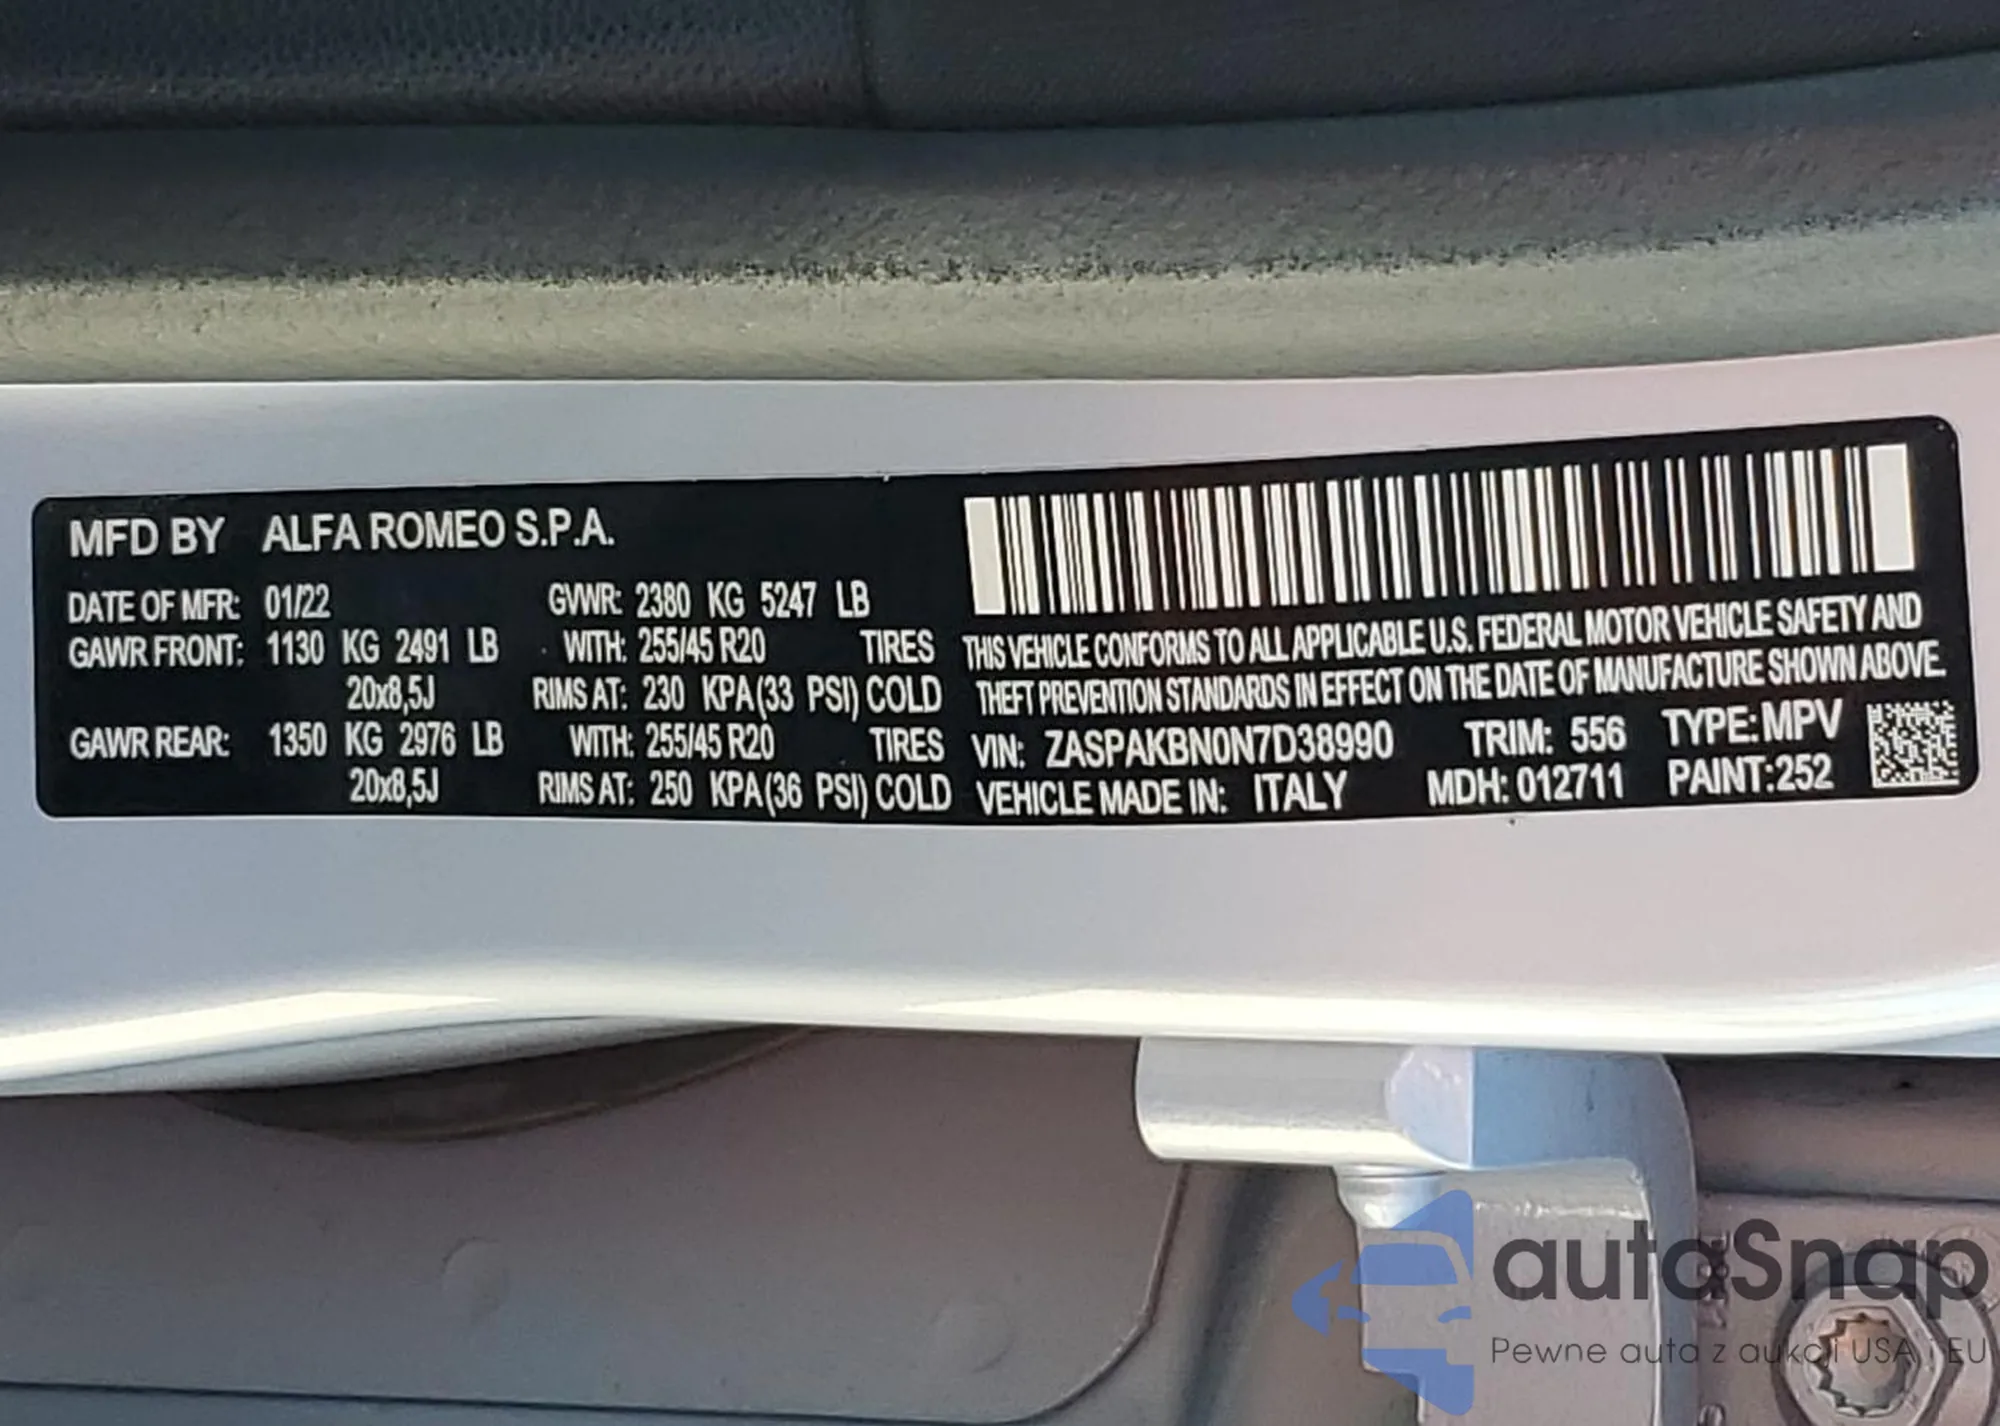 MFD BY ALFA ROMEO S.P.A.
DATE OF MFR: 01/22 GVWR: 2380 KG 5247 LB
GAWR FRONT: 1130 KG 2491 LB WITH: 255/45 R20 TIRES
20x8,5J RIMS AT: 230 KPA(33 PSI) COLD
GAWR REAR: 1350 KG 2976 LB WITH: 255/45 R20 TIRES
20x8,5J RIMS AT: 250 KPA(36 PSI) COLD
THIS VEHICLE CONFORMS TO ALL APPLICABLE U.S. FEDERAL MOTOR VEHICLE SAFETY AND
THEFT PREVENTION STANDARDS IN EFFECT ON THE DATE OF MANUFACTURE SHOWN ABOVE.
VIN: ZASPAKBN0N7D38990 TRIM: 556 TYPE: MPV
VEHICLE MADE IN: ITALY MDH: 012711 PAINT:252
autaSnap
Pewne auta z aukcji USA i EU